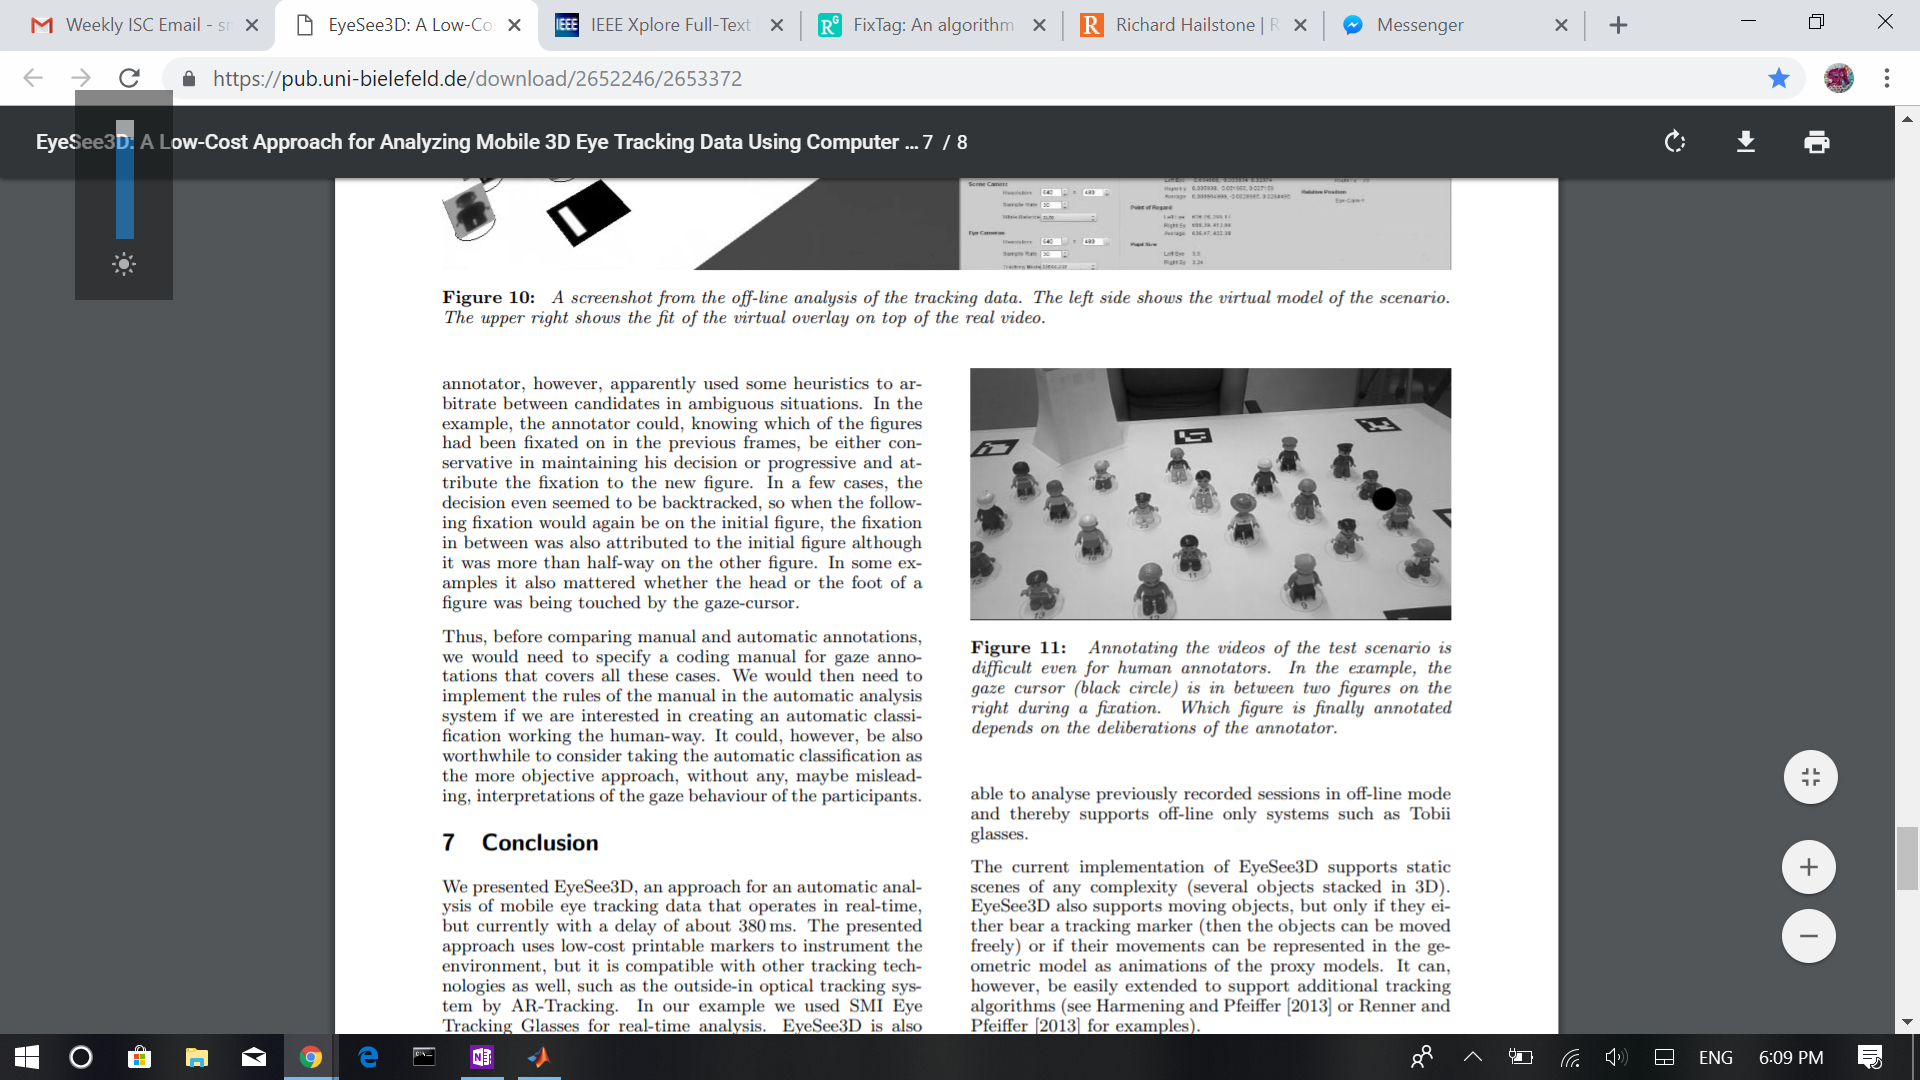 Weekly ISC Email - sr
EyeSee3D: A Low-Co
IEEE Xplore Full-Text
FixTag: An algorithm
Richard Hailstone | R
Messenger
https://pub.uni-bielefeld.de/download/2652246/2653372
EyeSee3D: A Low-Cost Approach for Analyzing Mobile 3D Eye Tracking Data Using Computer ... 7 / 8
Scene Camera
Sample Rate
Eye Cameras
Sample Rate
Point of Regard
Pupil Size
Relative Position
Figure 10: A screenshot from the off-line analysis of the tracking data. The left side shows the virtual model of the scenario.
The upper right shows the fit of the virtual overlay on top of the real video.
annotator, however, apparently used some heuristics to ar-
bitrate between candidates in ambiguous situations. In the
example, the annotator could, knowing which of the figures
had been fixated on in the previous frames, be either con-
servative in maintaining his decision or progressive and at-
tribute the fixation to the new figure. In a few cases, the
decision even seemed to be backtracked, so when the follow-
ing fixation would again be on the initial figure, the fixation
in between was also attributed to the initial figure although
it was more than half-way on the other figure. In some ex-
amples it also mattered whether the head or the foot of a
figure was being touched by the gaze-cursor.
Thus, before comparing manual and automatic annotations,
we would need to specify a coding manual for gaze anno-
tations that covers all these cases. We would then need to
implement the rules of the manual in the automatic analysis
system if we are interested in creating an automatic classi-
fication working the human-way. It could, however, be also
worthwhile to consider taking the automatic classification as
the more objective approach, without any, maybe mislead-
ing, interpretations of the gaze behaviour of the participants.
7 Conclusion
We presented EyeSee3D, an approach for an automatic anal-
ysis of mobile eye tracking data that operates in real-time,
but currently with a delay of about 380 ms. The presented
approach uses low-cost printable markers to instrument the
environment, but it is compatible with other tracking tech-
nologies as well, such as the outside-in optical tracking sys-
tem by AR-Tracking. In our example we used SMI Eye
Tracking Glasses for real-time analysis. EyeSee3D is also
11
13
9
Figure 11: Annotating the videos of the test scenario is
difficult even for human annotators. In the example, the
gaze cursor (black circle) is in between two figures on the
right during a fixation. Which figure is finally annotated
depends on the deliberations of the annotator.
able to analyse previously recorded sessions in off-line mode
and thereby supports off-line only systems such as Tobii
glasses.
The current implementation of EyeSee3D supports static
scenes of any complexity (several objects stacked in 3D).
EyeSee3D also supports moving objects, but only if they ei-
ther bear a tracking marker (then the objects can be moved
freely) or if their movements can be represented in the ge-
ometric model as animations of the proxy models. It can,
however, be easily extended to support additional tracking
algorithms (see Harmening and Pfeiffer [2013] or Renner and
Pfeiffer [2013] for examples).
ENG
6:09 PM